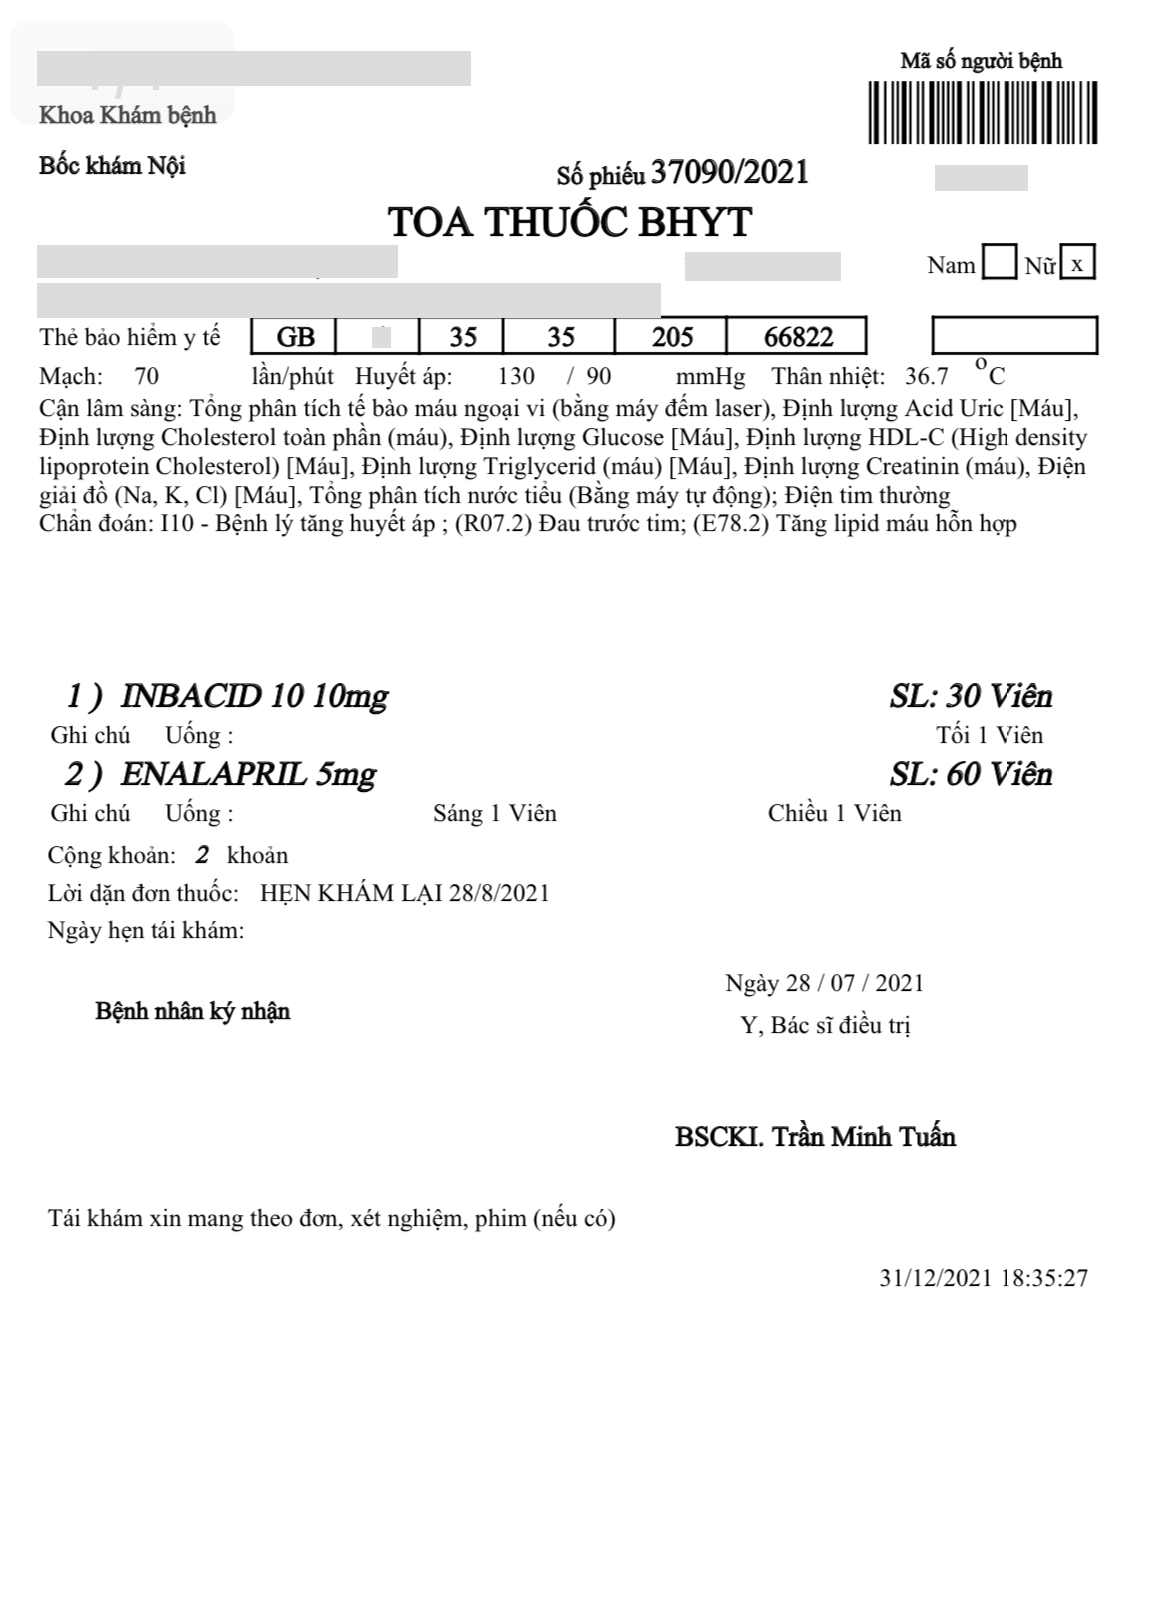 Mã số người bệnh
Khoa Khám bệnh
Bốc khám Nội
Số phiếu 37090/2021
TOA THUỐC BHYT
Nam Nữ x
Thẻ bảo hiểm y tế GB 35 35 205 66822
Mạch: 70 lần/phút Huyết áp: 130 / 90 mmHg Thân nhiệt: 36.7 °C
Cận lâm sàng: Tổng phân tích tế bào máu ngoại vi (bằng máy đếm laser), Định lượng Acid Uric [Máu],
Định lượng Cholesterol toàn phần (máu), Định lượng Glucose [Máu], Định lượng HDL-C (High density
lipoprotein Cholesterol) [Máu], Định lượng Triglycerid (máu) [Máu], Định lượng Creatinin (máu), Điện
giải đồ (Na, K, Cl) [Máu], Tổng phân tích nước tiểu (Bằng máy tự động); Điện tim thường
Chẩn đoán: I10 - Bệnh lý tăng huyết áp ; (R07.2) Đau trước tim; (E78.2) Tăng lipid máu hỗn hợp
1 ) INBACID 10 10mg SL: 30 Viên
Ghi chú Uống : Tối 1 Viên
2 ) ENALAPRIL 5mg SL: 60 Viên
Ghi chú Uống : Sáng 1 Viên Chiều 1 Viên
Cộng khoản: 2 khoản
Lời dặn đơn thuốc: HẸN KHÁM LẠI 28/8/2021
Ngày hẹn tái khám:
Ngày 28 / 07 / 2021
Bệnh nhân ký nhận
Y, Bác sĩ điều trị
BSCKI. Trần Minh Tuấn
Tái khám xin mang theo đơn, xét nghiệm, phim (nếu có)
31/12/2021 18:35:27